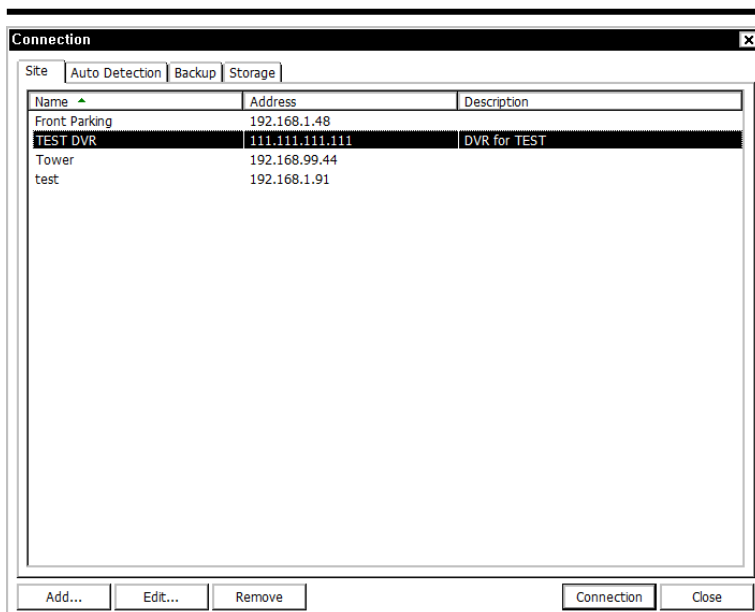 Connection
Site Auto Detection Backup Storage
Name Address Description
Front Parking 192.168.1.48
TEST DVR 111.111.111.111 DVR for TEST
Tower 192.168.99.44
test 192.168.1.91
Add... Edit... Remove Connection Close